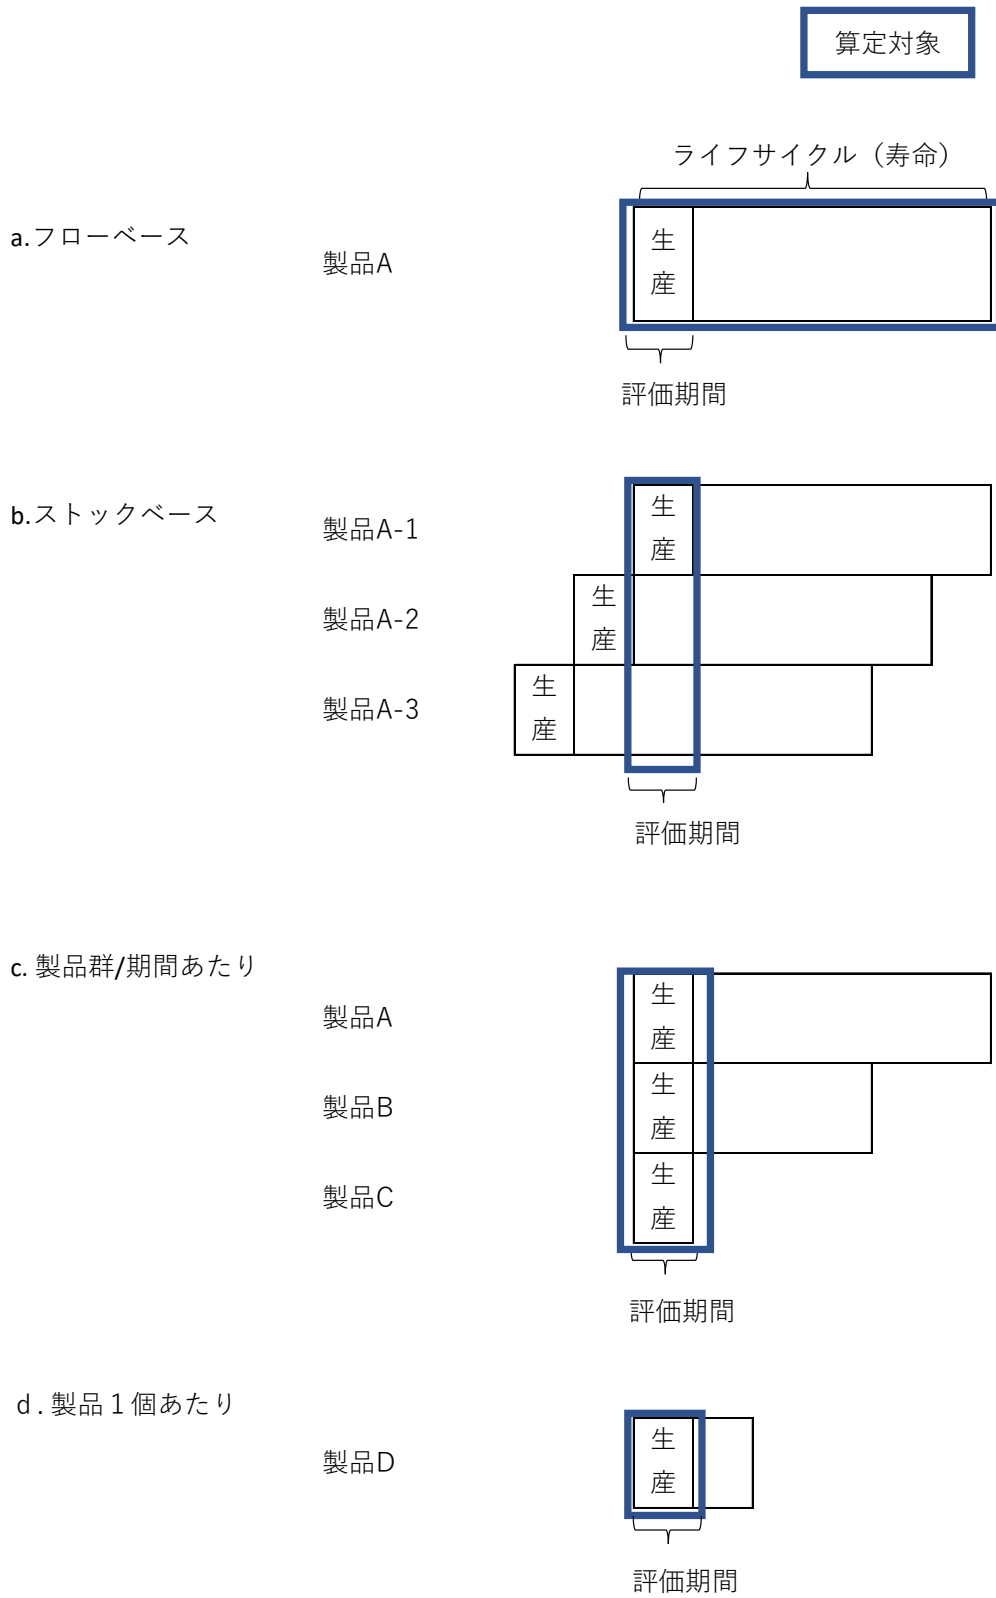 算定対象
ライフサイクル（寿命）
a.フローベース
製品A
生
産
評価期間
b.ストックベース
製品A-1
生
産
製品A-2
生
産
製品A-3
生
産
評価期間
c. 製品群/期間あたり
製品A
生
産
製品B
生
産
製品C
生
産
評価期間
ｄ. 製品１個あたり
製品D
生
産
評価期間